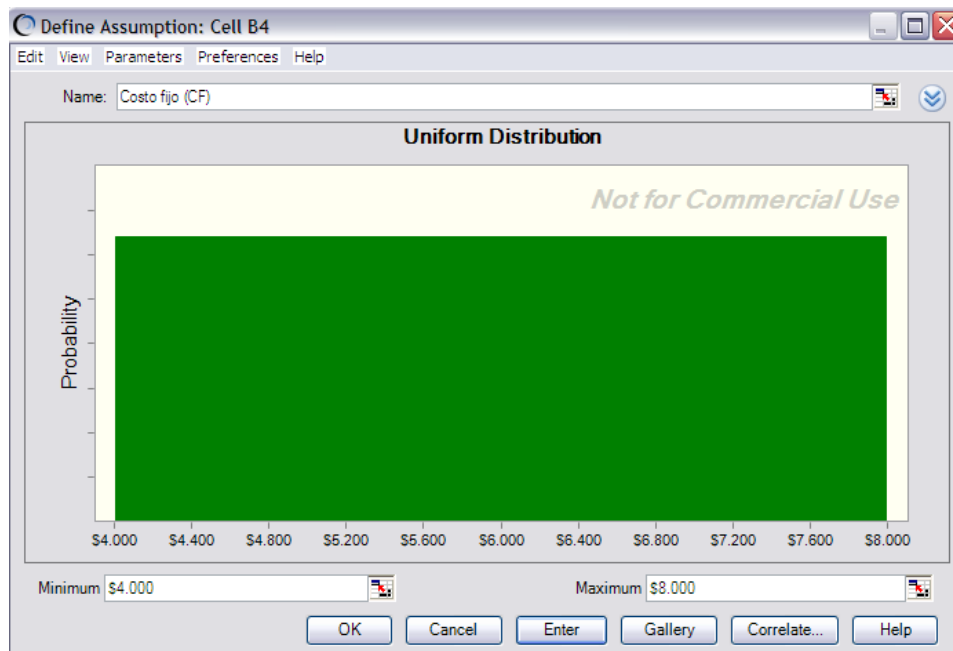 Define Assumption: Cell B4
Edit View Parameters Preferences Help
Name: Costo fijo (CF)
Uniform Distribution
Not for Commercial Use
Probability
$4.000 $4.400 $4.800 $5.200 $5.600 $6.000 $6.400 $6.800 $7.200 $7.600 $8.000
Minimum $4.000 Maximum $8.000
OK Cancel Enter Gallery Correlate... Help